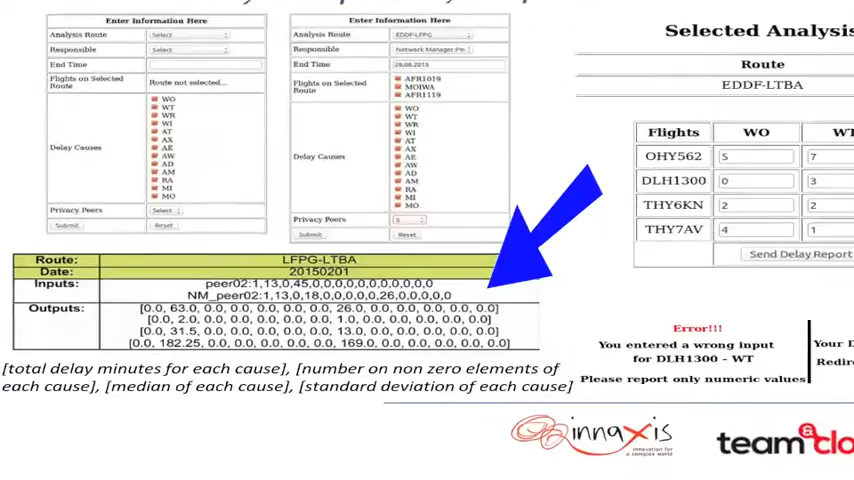 Enter Information Here
Analysis Route Select
Responsible Select
End Time
Flights on Selected Route Route not selected...
Delay Causes
WO
WT
WR
WI
AT
AX
AE
AW
AD
AM
RA
MI
MO
Privacy Peers Select
Submit Reset
Enter Information Here
Analysis Route EDDF-LFPG
Responsible Network Manager
End Time 28.08.2015
Flights on Selected Route
AFR1019
MOIWA
AFR1119
Delay Causes
WO
WT
WR
WI
AT
AX
AE
AW
AD
AM
RA
MI
MO
Privacy Peers 5
Submit Reset
Selected Analysis
Route
EDDF-LTBA
Flights WO WT
OHY562 5 7
DLH1300 0 3
THY6KN 2 2
THY7AV 4 1
Send Delay Report
Route: LFPG-LTBA
Date: 20150201
Inputs: peer02:1,13,0,45,0,0,0,0,0,0,0,0,0,0
NM_peer02:1,13,0,18,0,0,0,0,0,26,0,0,0,0
Outputs: [0.0, 63.0, 0.0, 0.0, 0.0, 0.0, 0.0, 26.0, 0.0, 0.0, 0.0, 0.0, 0.0]
[0.0, 2.0, 0.0, 0.0, 0.0, 0.0, 0.0, 1.0, 0.0, 0.0, 0.0, 0.0, 0.0]
[0.0, 31.5, 0.0, 0.0, 0.0, 0.0, 0.0, 13.0, 0.0, 0.0, 0.0, 0.0, 0.0]
[0.0, 182.25, 0.0, 0.0, 0.0, 0.0, 0.0, 169.0, 0.0, 0.0, 0.0, 0.0, 0.0]
Error!!!
You entered a wrong input
for DLH1300 - WT
Please report only numeric values
Your D
Redire
[total delay minutes for each cause], [number on non zero elements of
each cause], [median of each cause], [standard deviation of each cause]
innaxis
innovation for
a complex world
team&clo